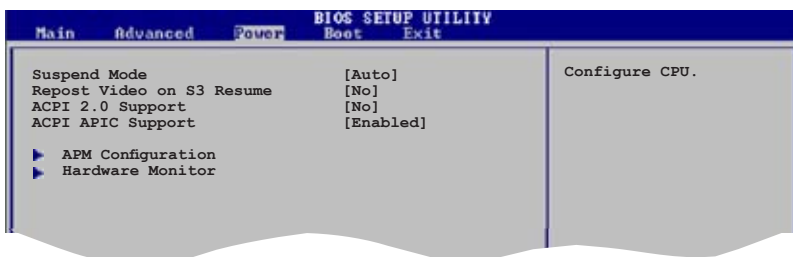 BIOS SETUP UTILITY
Main Advanced Power Boot Exit
Suspend Mode [Auto]
Repost Video on S3 Resume [No]
ACPI 2.0 Support [No]
ACPI APIC Support [Enabled]
APM Configuration
Hardware Monitor
Configure CPU.